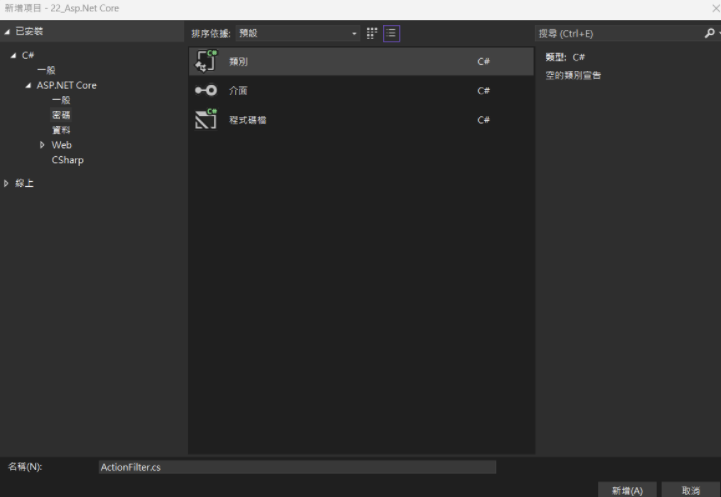 新增項目 - 22_Asp.Net Core
已安裝
C#
一般
ASP.NET Core
一般
密碼
資料
Web
CSharp
線上
排序依據: 預設
類別 C#
介面 C#
程式碼檔 C#
搜尋 (Ctrl+E)
類型: C#
空的類別宣告
名稱(N): ActionFilter.cs
新增(A) 取消